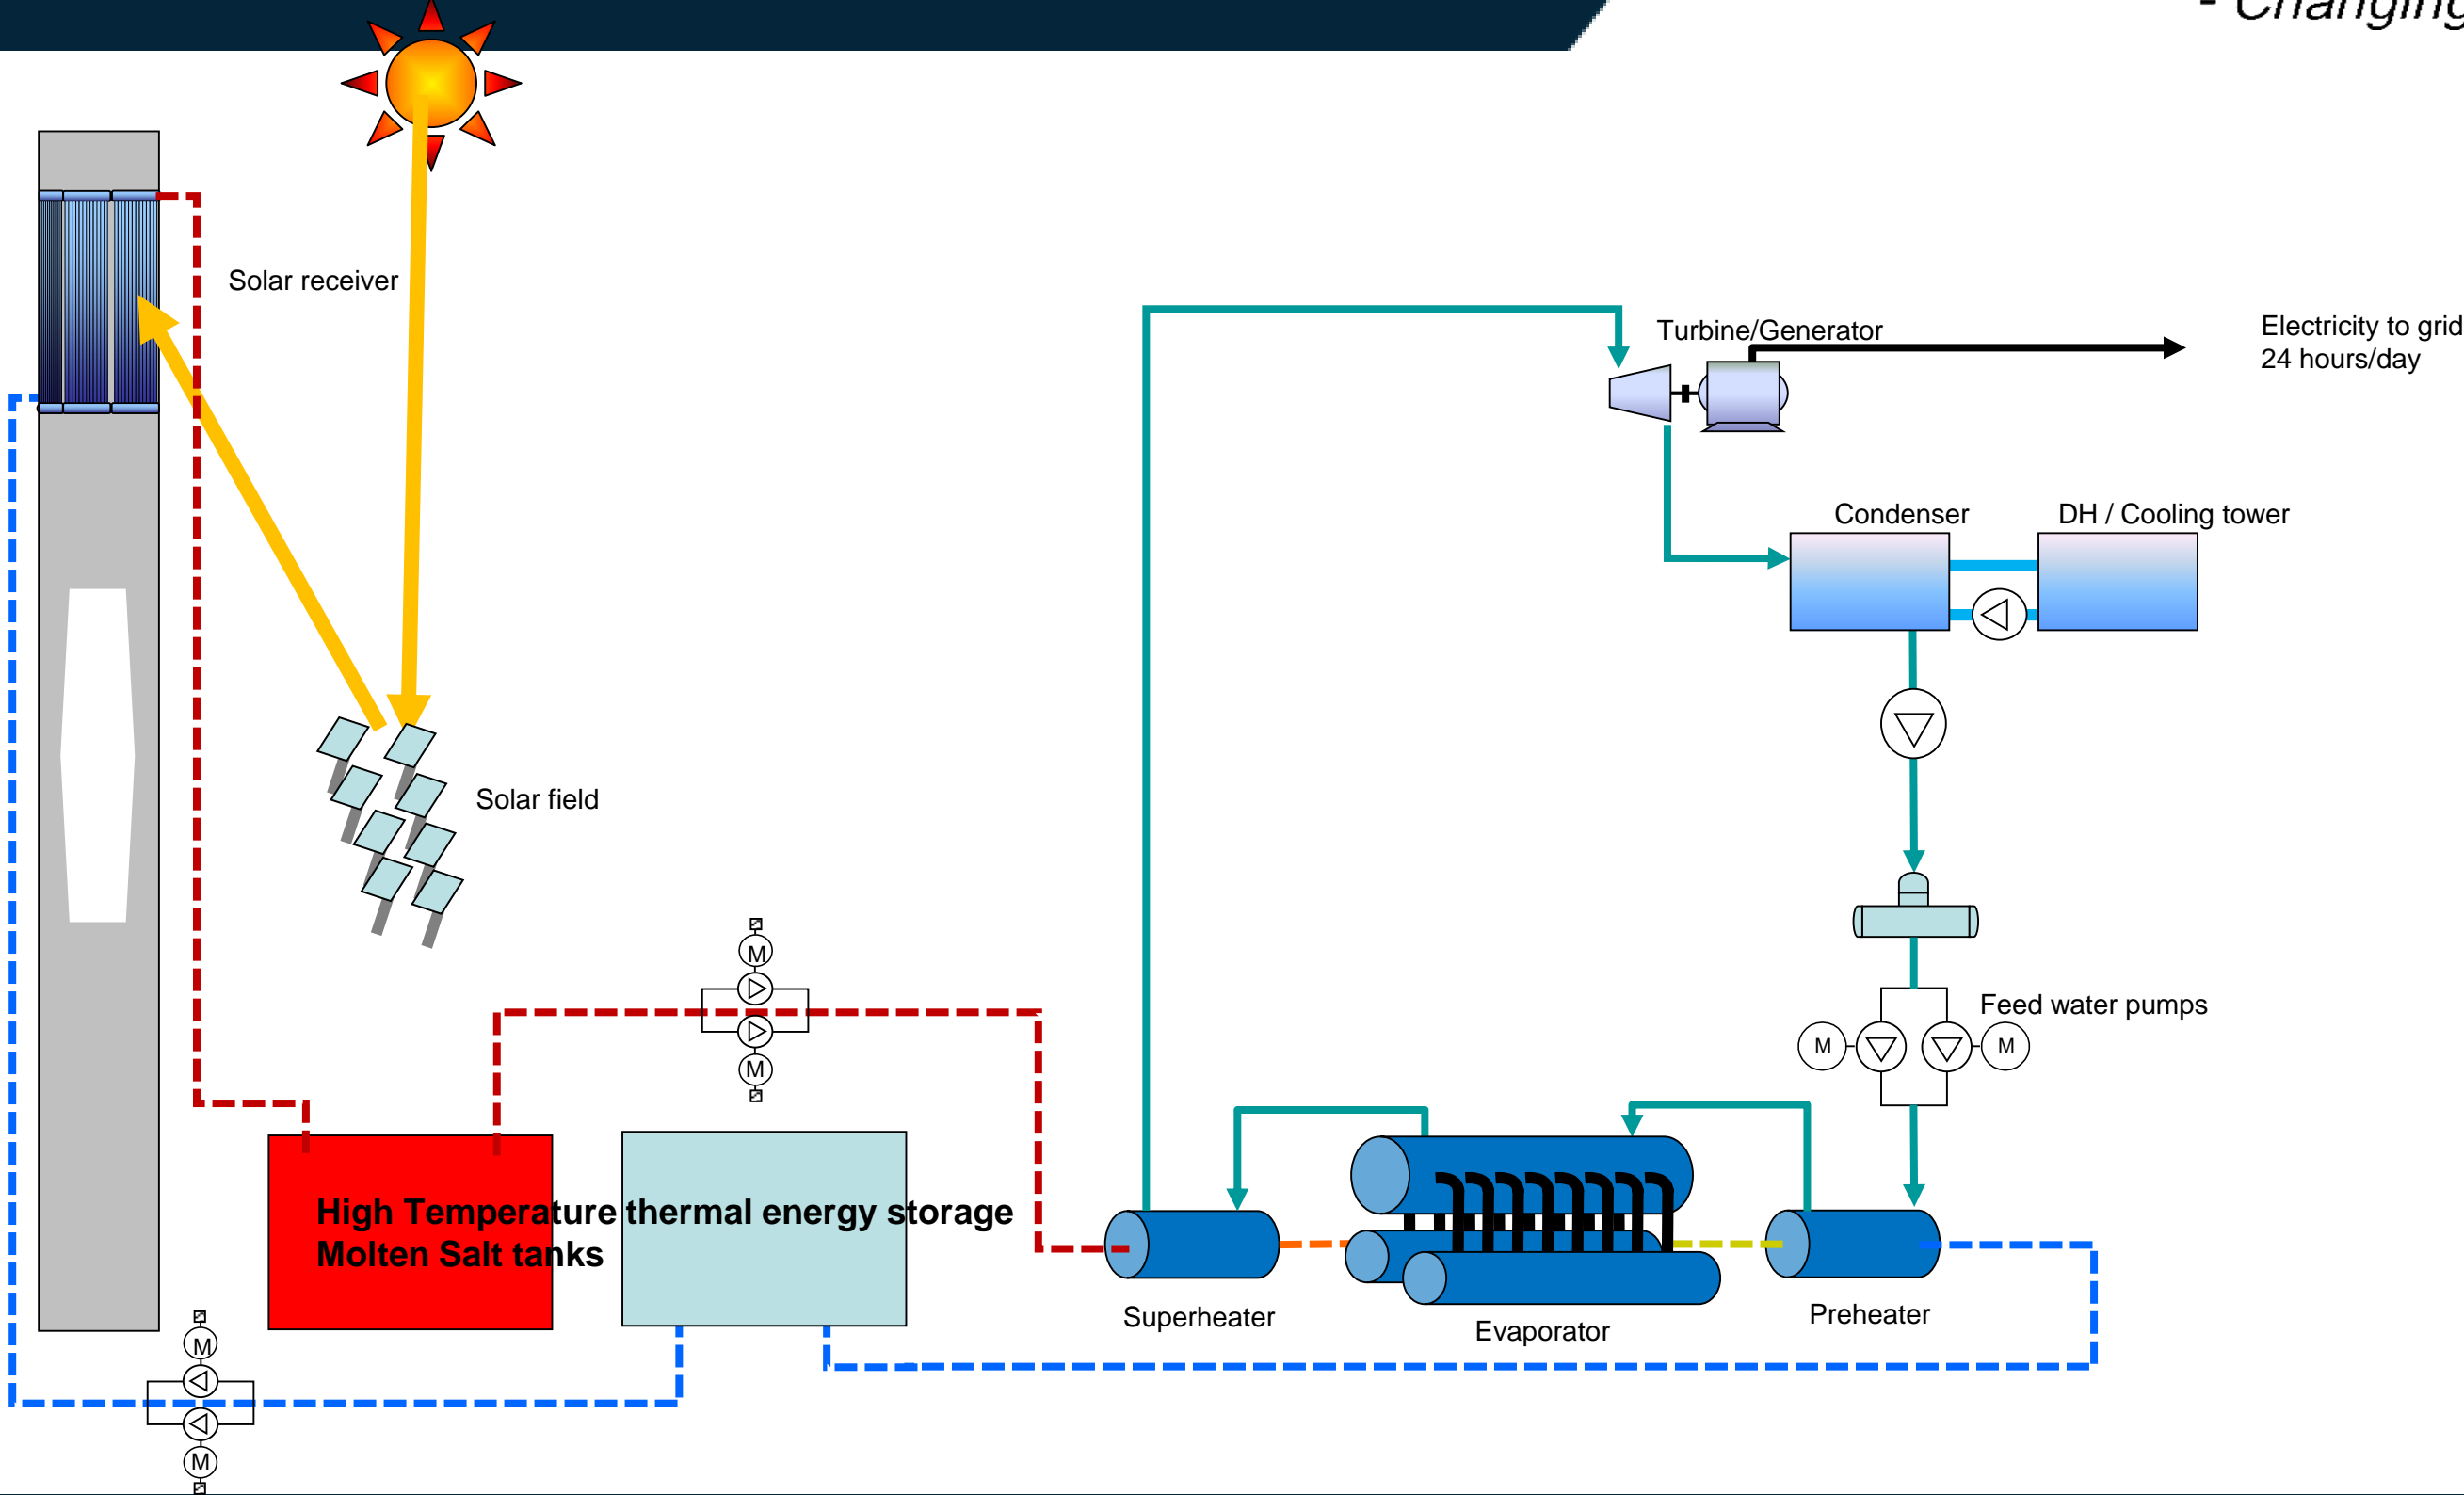 - Changing
Solar receiver
Turbine/Generator
Electricity to grid
24 hours/day
Condenser
DH / Cooling tower
Solar field
M
M
Feed water pumps
M
M
High Temperature thermal energy storage
Molten Salt tanks
Superheater
Evaporator
Preheater
M
M